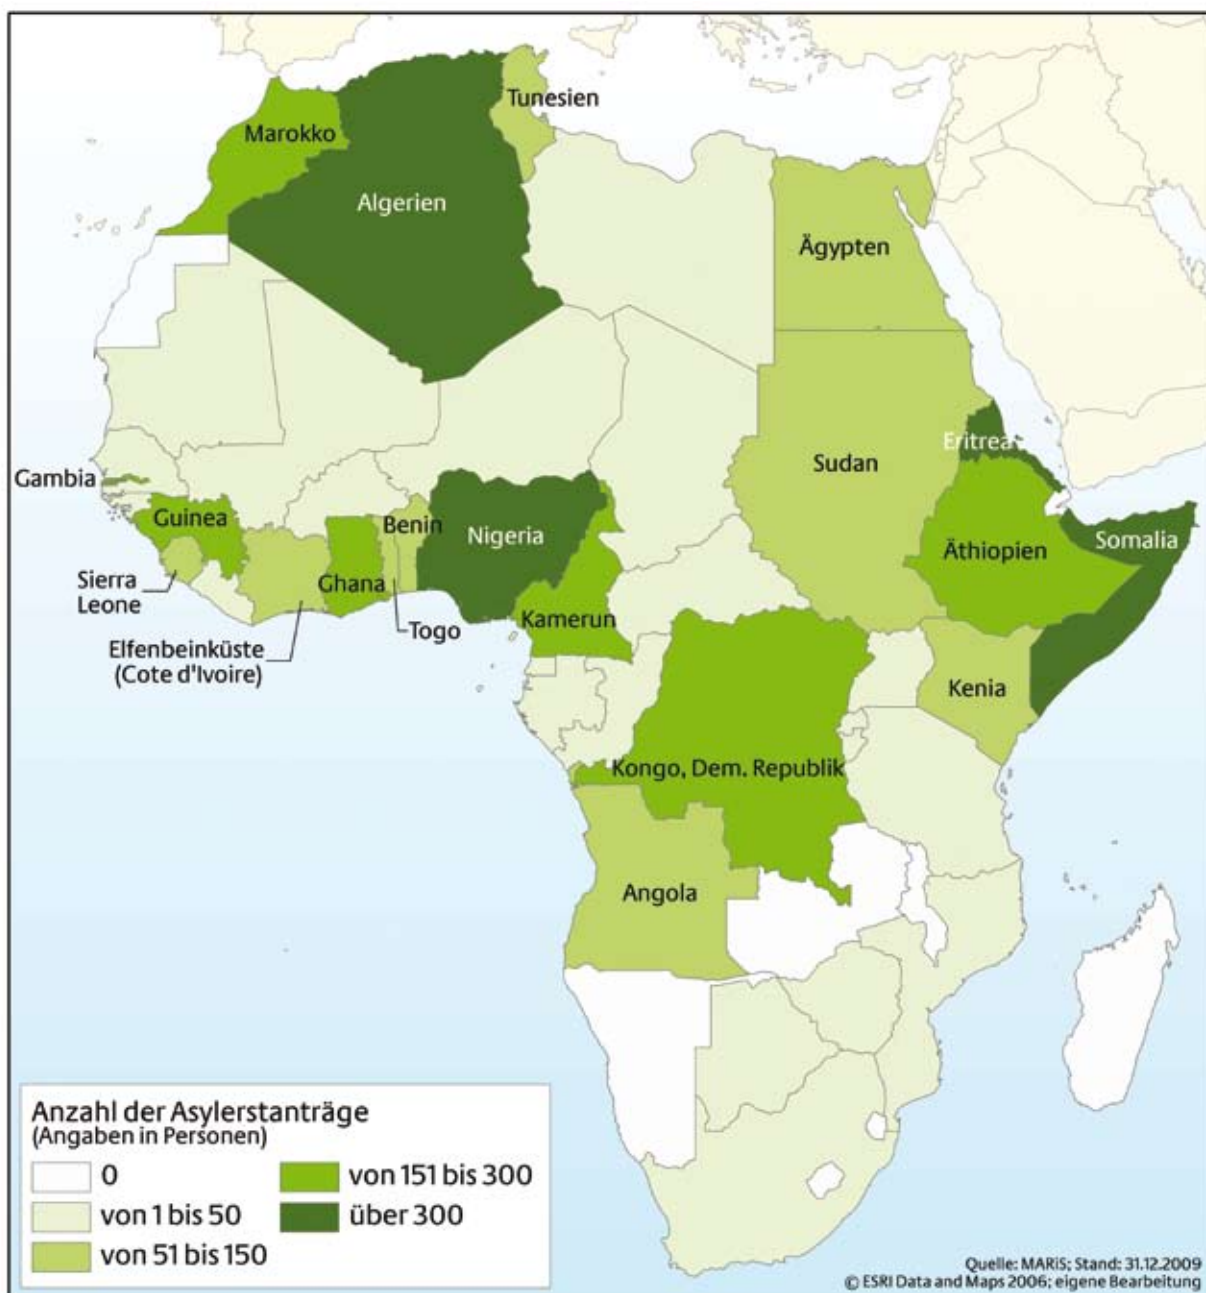 Tunesien
Marokko
Algerien
Ägypten
Eritrea
Sudan
Gambia
Guinea
Benin
Nigeria
Äthiopien
Somalia
Sierra
Leone
Ghana
Kamerun
Togo
Elfenbeinküste
(Cote d'Ivoire)
Kenia
Kongo, Dem. Republik
Angola
Anzahl der Asylerstanträge
(Angaben in Personen)
0
von 1 bis 50
von 51 bis 150
von 151 bis 300
über 300
Quelle: MARiS; Stand: 31.12.2009
© ESRI Data and Maps 2006; eigene Bearbeitung